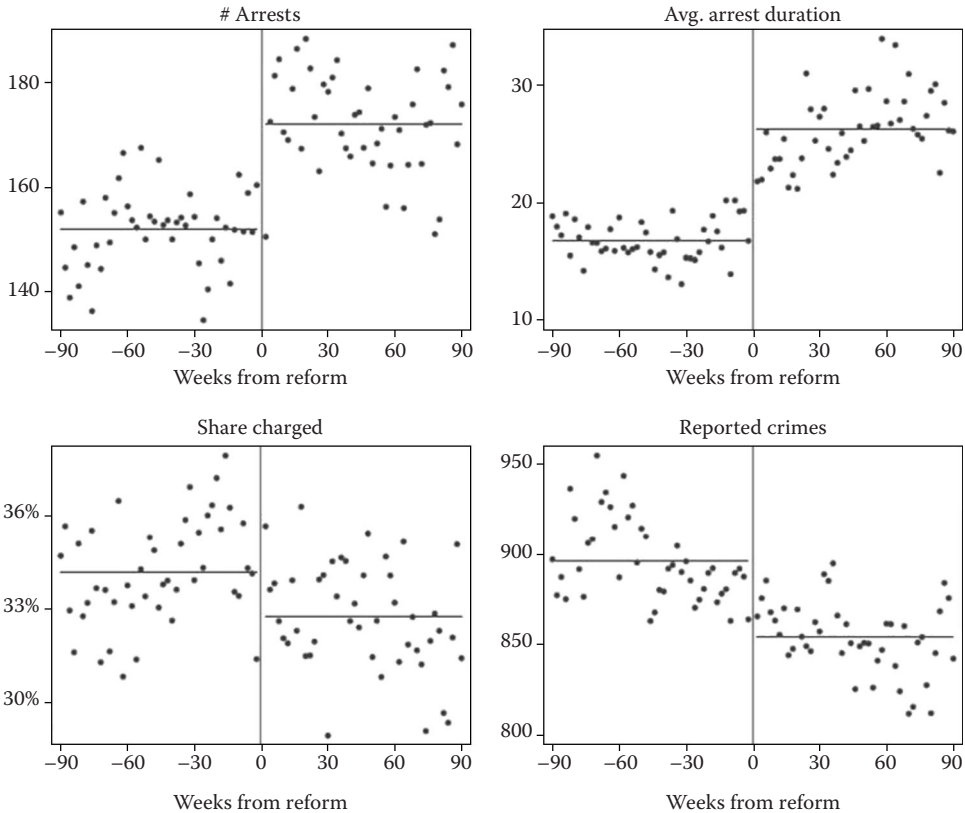 # Arrests
180
160
140
−90 −60 −30 0 30 60 90
Weeks from reform
Avg. arrest duration
30
20
10
−90 −60 −30 0 30 60 90
Weeks from reform
Share charged
36%
33%
30%
−90 −60 −30 0 30 60 90
Weeks from reform
Reported crimes
950
900
850
800
−90 −60 −30 0 30 60 90
Weeks from reform